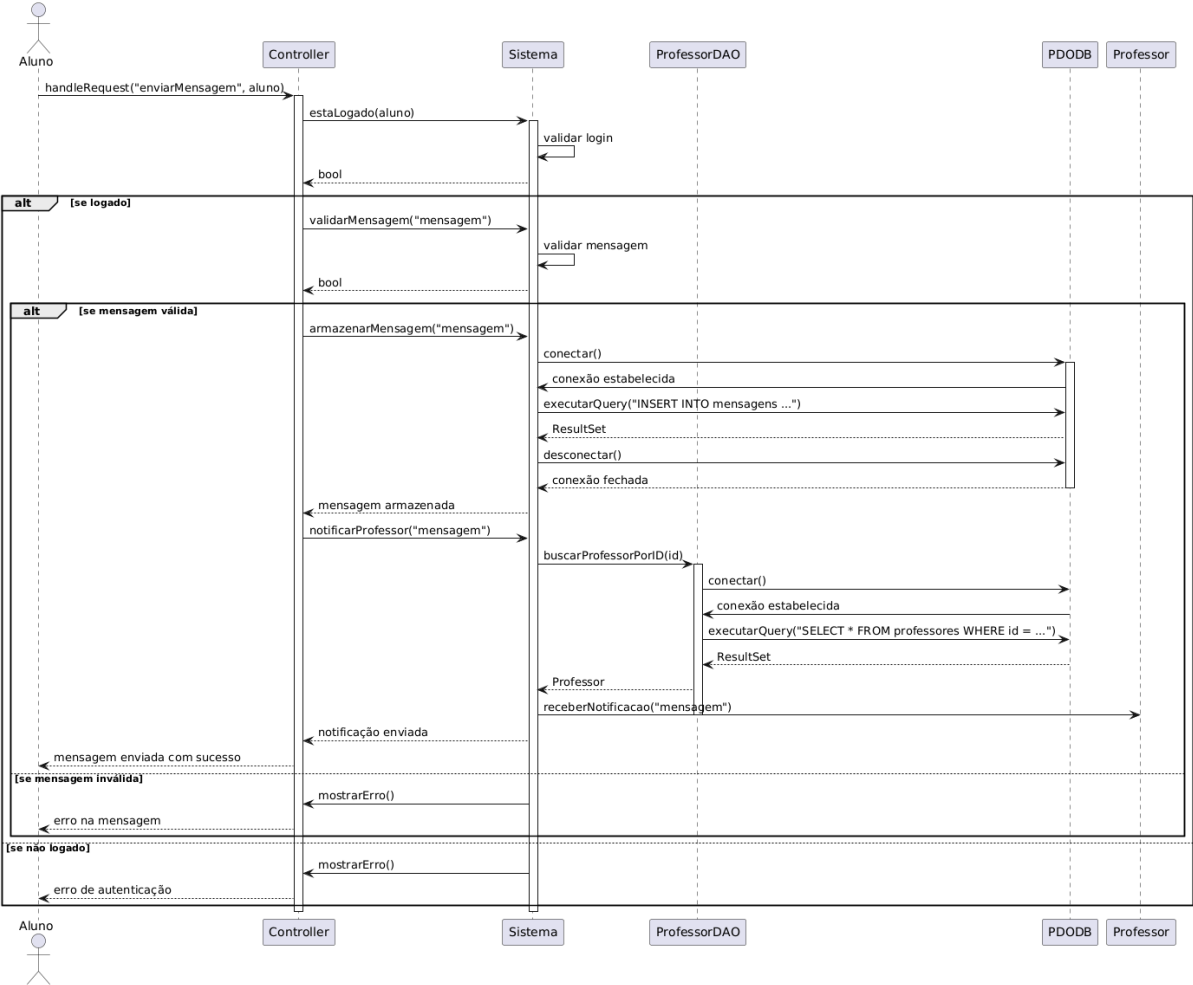 Aluno
Controller
Sistema
ProfessorDAO
PDODB
Professor
handleRequest("enviarMensagem", aluno)
estaLogado(aluno)
validar login
bool
alt [se logado]
validarMensagem("mensagem")
validar mensagem
bool
alt [se mensagem válida]
armazenarMensagem("mensagem")
conectar()
conexão estabelecida
executarQuery("INSERT INTO mensagens ...")
ResultSet
desconectar()
conexão fechada
mensagem armazenada
notificarProfessor("mensagem")
buscarProfessorPorID(id)
conectar()
conexão estabelecida
executarQuery("SELECT * FROM professores WHERE id = ...")
ResultSet
Professor
receberNotificacao("mensagem")
notificação enviada
mensagem enviada com sucesso
[se mensagem inválida]
mostrarErro()
erro na mensagem
[se não logado]
mostrarErro()
erro de autenticação
Aluno
Controller
Sistema
ProfessorDAO
PDODB
Professor